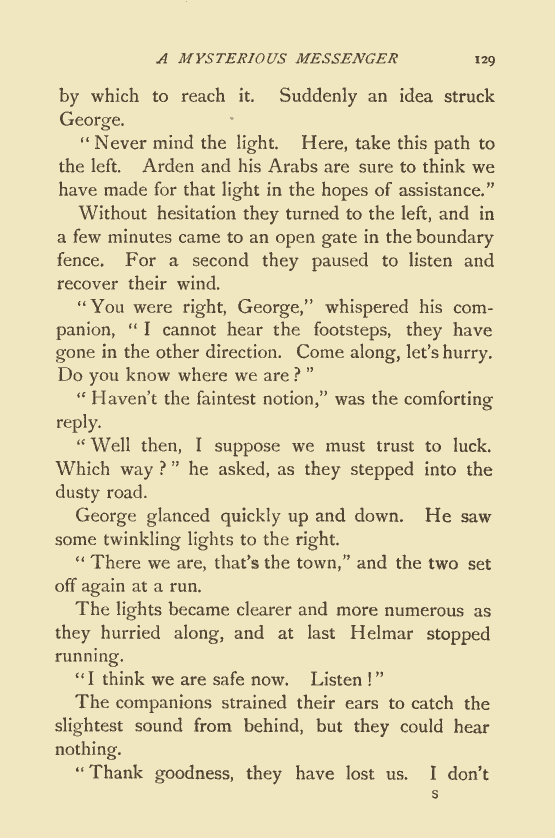 A MYSTERIOUS MESSENGER 129
by which to reach it. Suddenly an idea struck
George.
"Never mind the light. Here, take this path to
the left. Arden and his Arabs are sure to think we
have made for that light in the hopes of assistance."
Without hesitation they turned to the left, and in
a few minutes came to an open gate in the boundary
fence. For a second they paused to listen and
recover their wind.
"You were right, George," whispered his com-
panion, "I cannot hear the footsteps, they have
gone in the other direction. Come along, let's hurry.
Do you know where we are?"
"Haven't the faintest notion," was the comforting
reply.
"Well then, I suppose we must trust to luck.
Which way?" he asked, as they stepped into the
dusty road.
George glanced quickly up and down. He saw
some twinkling lights to the right.
"There we are, that's the town," and the two set
off again at a run.
The lights became clearer and more numerous as
they hurried along, and at last Helmar stopped
running.
"I think we are safe now. Listen!"
The companions strained their ears to catch the
slightest sound from behind, but they could hear
nothing.
"Thank goodness, they have lost us. I don't
S